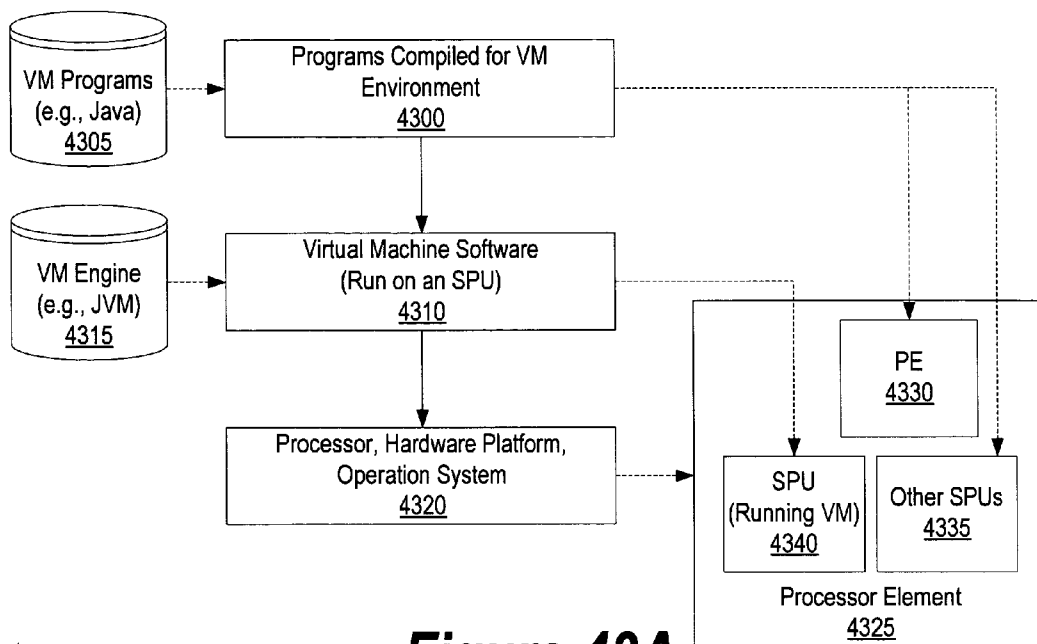 VM Programs
(e.g., Java)
4305
Programs Compiled for VM
Environment
4300
VM Engine
(e.g., JVM)
4315
Virtual Machine Software
(Run on an SPU)
4310
Processor, Hardware Platform,
Operation System
4320
PE
4330
SPU
(Running VM)
4340
Other SPUs
4335
Processor Element
4325